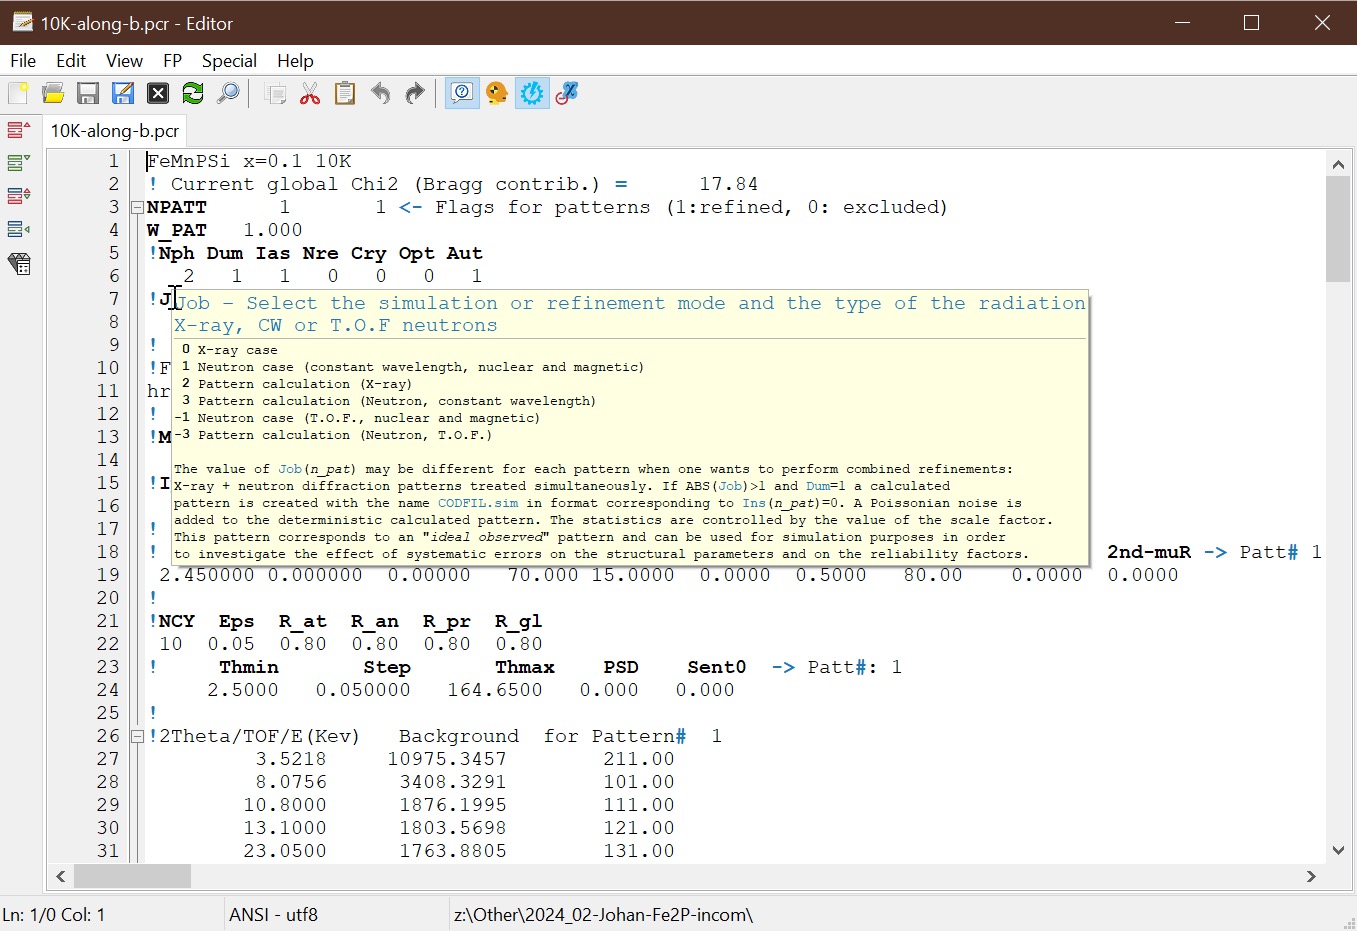 10K-along-b.pcr - Editor
File Edit View FP Special Help
10K-along-b.pcr
1 FeMnPSi x=0.1 10K
2 ! Current global Chi2 (Bragg contrib.) = 17.84
3 NPATT 1 1 <- Flags for patterns (1:refined, 0: excluded)
4 W_PAT 1.000
5 !Nph Dum Ias Nre Cry Opt Aut
6 2 1 1 0 0 0 1
7 !J
Job - Select the simulation or refinement mode and the type of the radiation
8
X-ray, CW or T.O.F neutrons
9 !
0 X-ray case
10 !F
1 Neutron case (constant wavelength, nuclear and magnetic)
2 Pattern calculation (X-ray)
11 hr
3 Pattern calculation (Neutron, constant wavelength)
12 !
-1 Neutron case (T.O.F., nuclear and magnetic)
13 !M
-3 Pattern calculation (Neutron, T.O.F.)
14
The value of Job(n_pat) may be different for each pattern when one wants to perform combined refinements:
15 !I
X-ray + neutron diffraction patterns treated simultaneously. If ABS(Job)>1 and Dum=1 a calculated
16
pattern is created with the name CODFIL.sim in format corresponding to Ins(n_pat)=0. A Poissonian noise is
added to the deterministic calculated pattern. The statistics are controlled by the value of the scale factor.
17 !
This pattern corresponds to an "ideal observed" pattern and can be used for simulation purposes in order
to investigate the effect of systematic errors on the structural parameters and on the reliability factors.
18 ! 2nd-muR -> Patt# 1
19 2.450000 0.000000 0.00000 70.000 15.0000 0.0000 0.5000 80.00 0.0000 0.0000
20 !
21 !NCY Eps R_at R_an R_pr R_gl
22 10 0.05 0.80 0.80 0.80 0.80
23 ! Thmin Step Thmax PSD Sent0 -> Patt#: 1
24 2.5000 0.050000 164.6500 0.000 0.000
25 !
26 !2Theta/TOF/E(Kev) Background for Pattern# 1
27 3.5218 10975.3457 211.00
28 8.0756 3408.3291 101.00
29 10.8000 1876.1995 111.00
30 13.1000 1803.5698 121.00
31 23.0500 1763.8805 131.00
Ln: 1/0 Col: 1 ANSI - utf8 z:\Other\2024_02-Johan-Fe2P-incom\